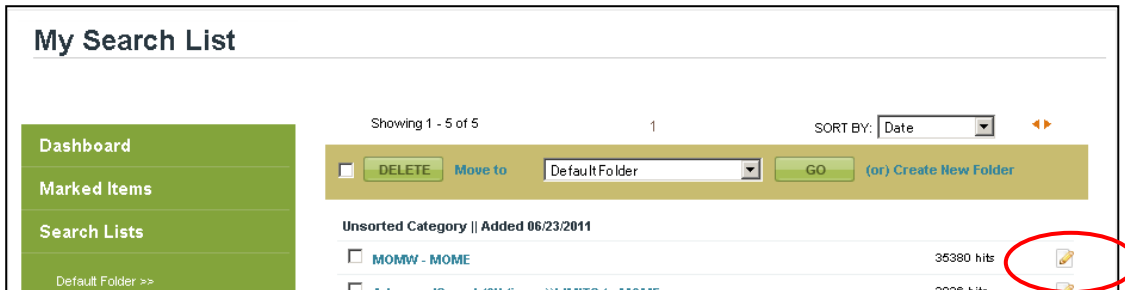 My Search List
Showing 1 - 5 of 5 1 SORT BY: Date
Dashboard
DELETE Move to Default Folder GO (or) Create New Folder
Marked Items
Search Lists
Unsorted Category || Added 06/23/2011
MOMW - MOME 35380 hits
Default Folder >>